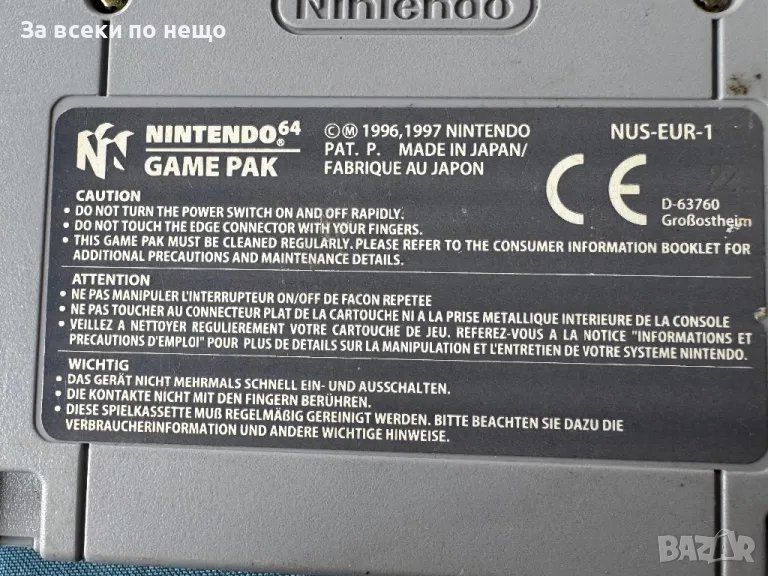 За всеки по нещо
Nintendo
NINTENDO 64®
GAME PAK
©Ⓜ 1996,1997 NINTENDO
PAT. P. MADE IN JAPAN/
FABRIQUE AU JAPON
NUS-EUR-1
CE
22
D-63760
Großostheim
CAUTION
• DO NOT TURN THE POWER SWITCH ON AND OFF RAPIDLY.
• DO NOT TOUCH THE EDGE CONNECTOR WITH YOUR FINGERS.
• THIS GAME PAK MUST BE CLEANED REGULARLY. PLEASE REFER TO THE CONSUMER INFORMATION BOOKLET FOR
ADDITIONAL PRECAUTIONS AND MAINTENANCE DETAILS.
ATTENTION
• NE PAS MANIPULER L'INTERRUPTEUR ON/OFF DE FACON REPETEE
• NE PAS TOUCHER AU CONNECTEUR PLAT DE LA CARTOUCHE NI A LA PRISE METALLIQUE INTERIEURE DE LA CONSOLE
• VEILLEZ A NETTOYER REGULIEREMENT VOTRE CARTOUCHE DE JEU. REFEREZ-VOUS A LA NOTICE "INFORMATIONS ET
PRECAUTIONS D'EMPLOI" POUR PLUS DE DETAILS SUR LA MANIPULATION ET L'ENTRETIEN DE VOTRE SYSTEME NINTENDO.
WICHTIG
• DAS GERÄT NICHT MEHRMALS SCHNELL EIN- UND AUSSCHALTEN.
• DIE KONTAKTE NICHT MIT DEN FINGERN BERÜHREN.
• DIESE SPIELKASSETTE MUß REGELMÄßIG GEREINIGT WERDEN. BITTE BEACHTEN SIE DAZU DIE
VERBRAUCHERINFORMATION UND ANDERE WICHTIGE HINWEISE.
BAZAR